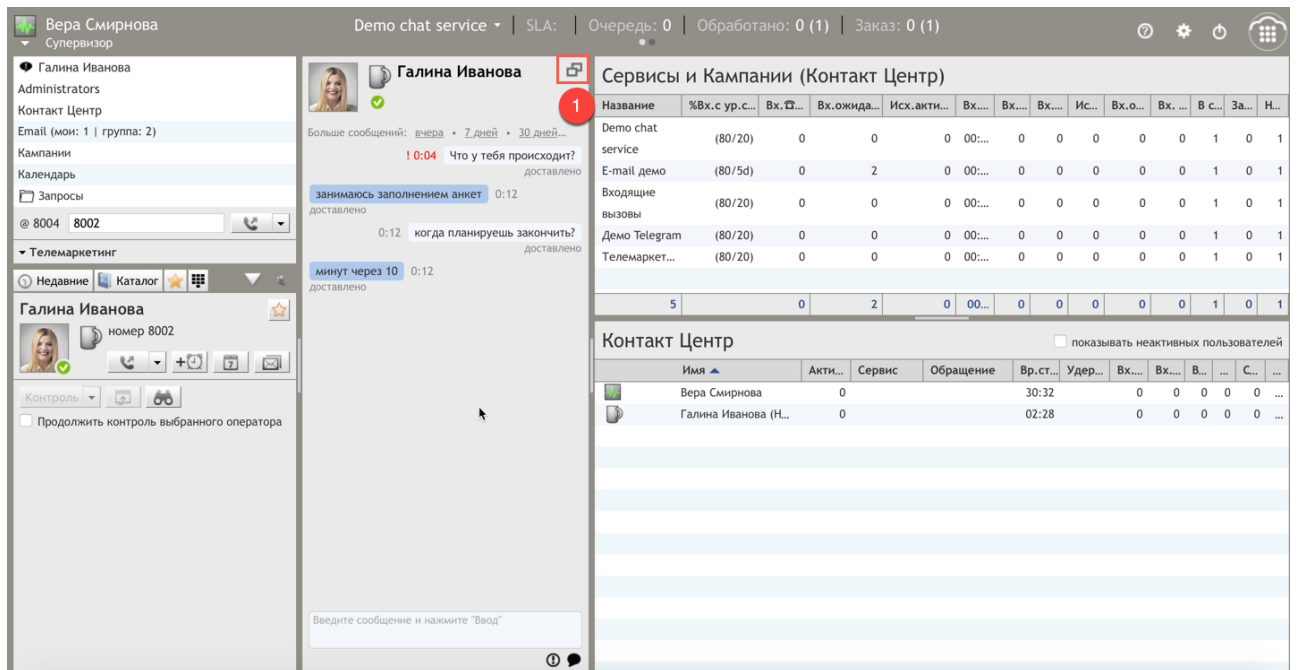 Вера Смирнова
Супервизор
Demo chat service
SLA:
Очередь: 0
Обработано: 0 (1)
Заказ: 0 (1)
Галина Иванова
Administrators
Контакт Центр
Email (мои: 1 | группа: 2)
Кампании
Календарь
Запросы
@ 8004 8002
Телемаркетинг
Недавние Каталог
Галина Иванова
номер 8002
7
Контроль
Продолжить контроль выбранного оператора
Галина Иванова
1
Больше сообщений: вчера • 7 дней • 30 дней...
! 0:04 Что у тебя происходит?
доставлено
занимаюсь заполнением анкет 0:12
доставлено
0:12 когда планируешь закончить?
доставлено
минут через 10 0:12
доставлено
Введите сообщение и нажмите "Ввод"
Сервисы и Кампании (Контакт Центр)
Название %Вх.с ур.с... Вх.☎... Вх.ожида... Исх.акти... Вх.... Вх... Вх.... Ис... Вх.о... Вх. ... В с... За... Н...
Demo chat
service (80/20) 0 0 0 00:... 0 0 0 0 0 1 0 1
E-mail демо (80/5d) 0 2 0 00:... 0 0 0 0 0 1 0 1
Входящие
вызовы (80/20) 0 0 0 00:... 0 0 0 0 0 1 0 1
Демо Telegram (80/20) 0 0 0 00:... 0 0 0 0 0 1 0 1
Телемаркет... (80/20) 0 0 0 00:... 0 0 0 0 0 1 0 1
5 0 2 0 00... 0 0 0 0 0 1 0 1
Контакт Центр
показывать неактивных пользователей
Имя Акти... Сервис Обращение Вр.ст... Удер... Вх.... Вх.... В... ... С... ...
Вера Смирнова 0 30:32 0 0 0 0 0 ...
Галина Иванова (Н... 0 02:28 0 0 0 0 0 ...